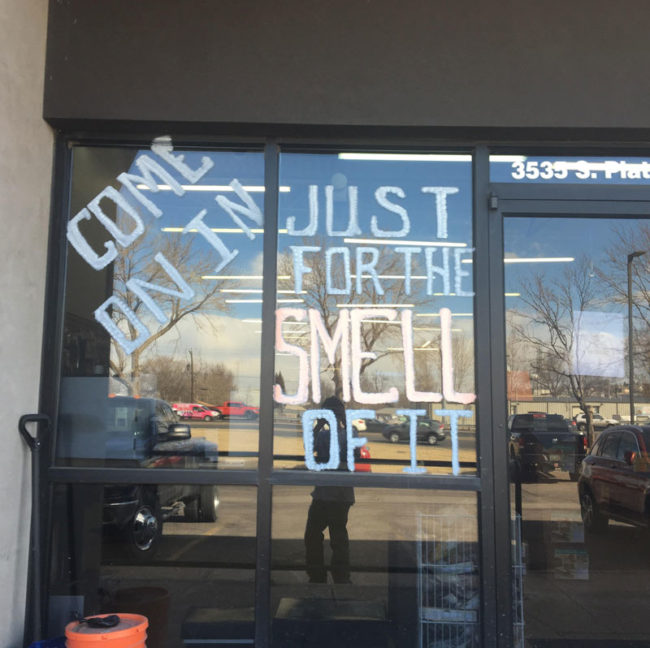 COME
ON IN
JUST
FOR THE
SMELL
OF IT
3535 S. Plat